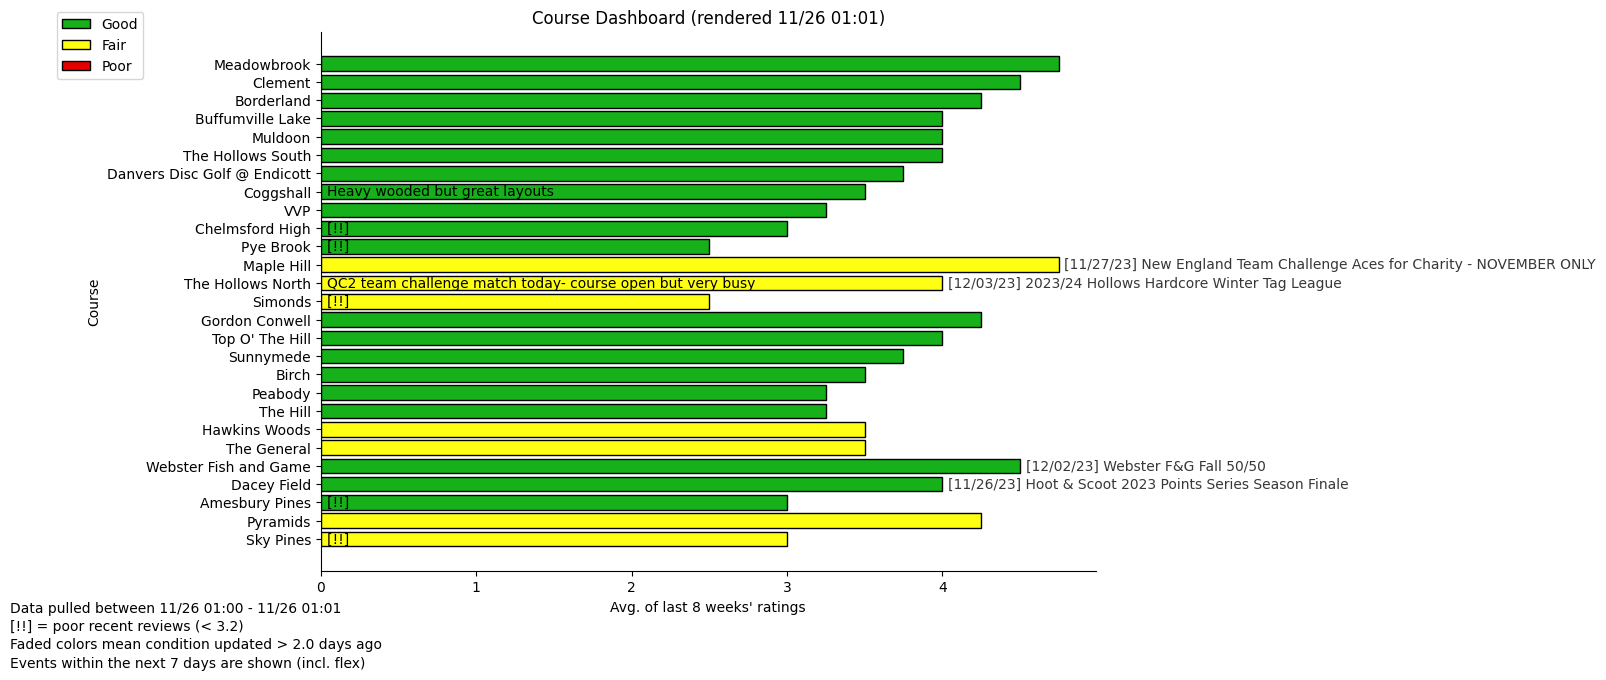 Course Dashboard (rendered 11/26 01:01)
Good
Fair
Poor
Course
Meadowbrook
Clement
Borderland
Buffumville Lake
Muldoon
The Hollows South
Danvers Disc Golf @ Endicott
Coggshall Heavy wooded but great layouts
VVP
Chelmsford High [!!]
Pye Brook [!!]
Maple Hill [11/27/23] New England Team Challenge Aces for Charity - NOVEMBER ONLY
The Hollows North QC2 team challenge match today- course open but very busy [12/03/23] 2023/24 Hollows Hardcore Winter Tag League
Simonds [!!]
Gordon Conwell
Top O' The Hill
Sunnymede
Birch
Peabody
The Hill
Hawkins Woods
The General
Webster Fish and Game [12/02/23] Webster F&G Fall 50/50
Dacey Field [11/26/23] Hoot & Scoot 2023 Points Series Season Finale
Amesbury Pines [!!]
Pyramids
Sky Pines [!!]
0 1 2 3 4
Avg. of last 8 weeks' ratings
Data pulled between 11/26 01:00 - 11/26 01:01
[!!] = poor recent reviews (< 3.2)
Faded colors mean condition updated > 2.0 days ago
Events within the next 7 days are shown (incl. flex)